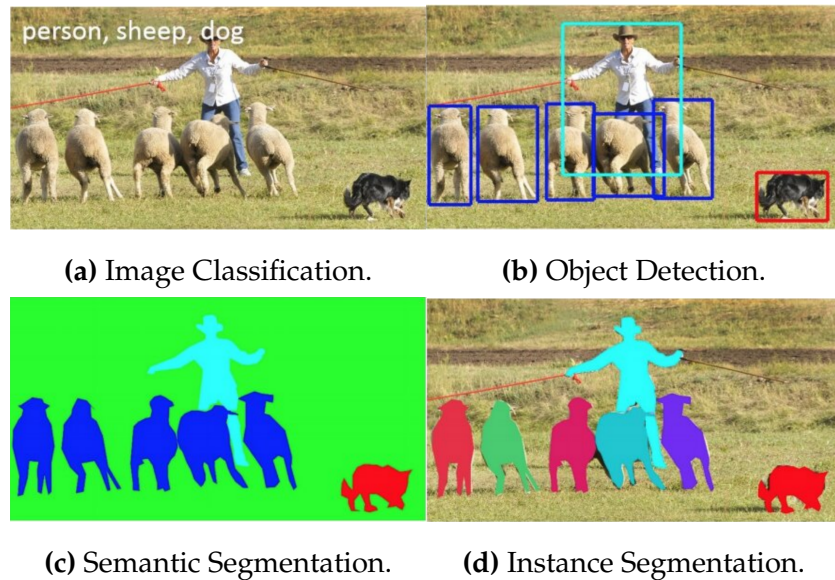 person, sheep, dog
(a) Image Classification.
(b) Object Detection.
(c) Semantic Segmentation.
(d) Instance Segmentation.